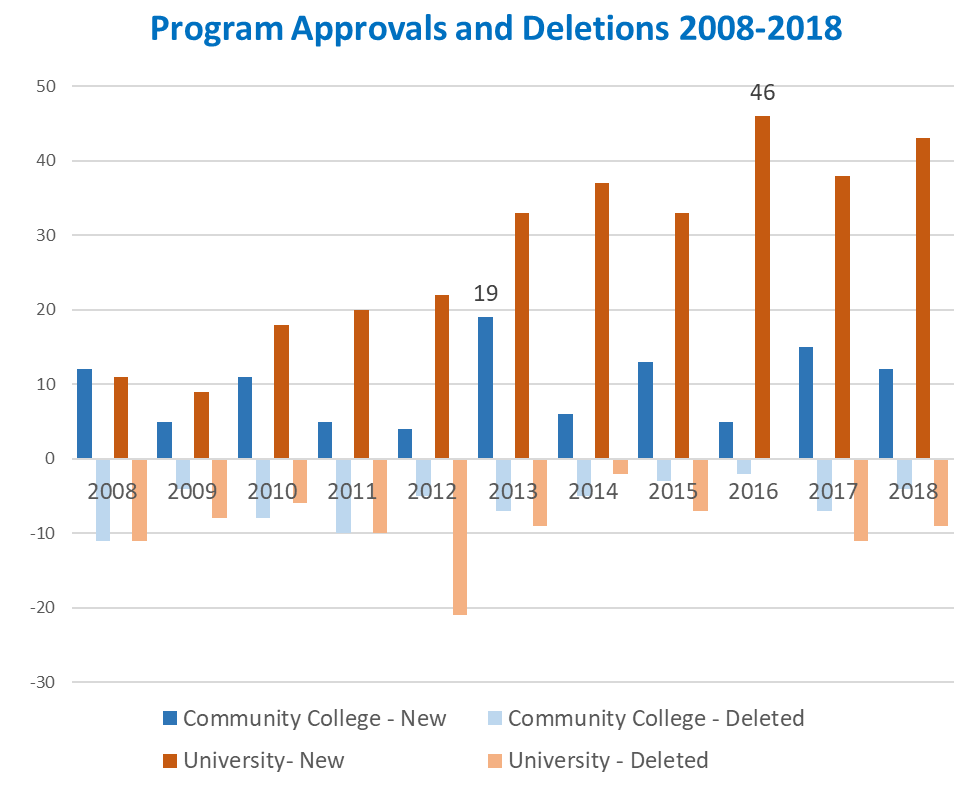 Program Approvals and Deletions 2008-2018
50
46
40
30
19
20
10
0
2008 2009 2010 2011 2012 2013 2014 2015 2016 2017 2018
-10
-20
-30
Community College - New Community College - Deleted
University- New University - Deleted